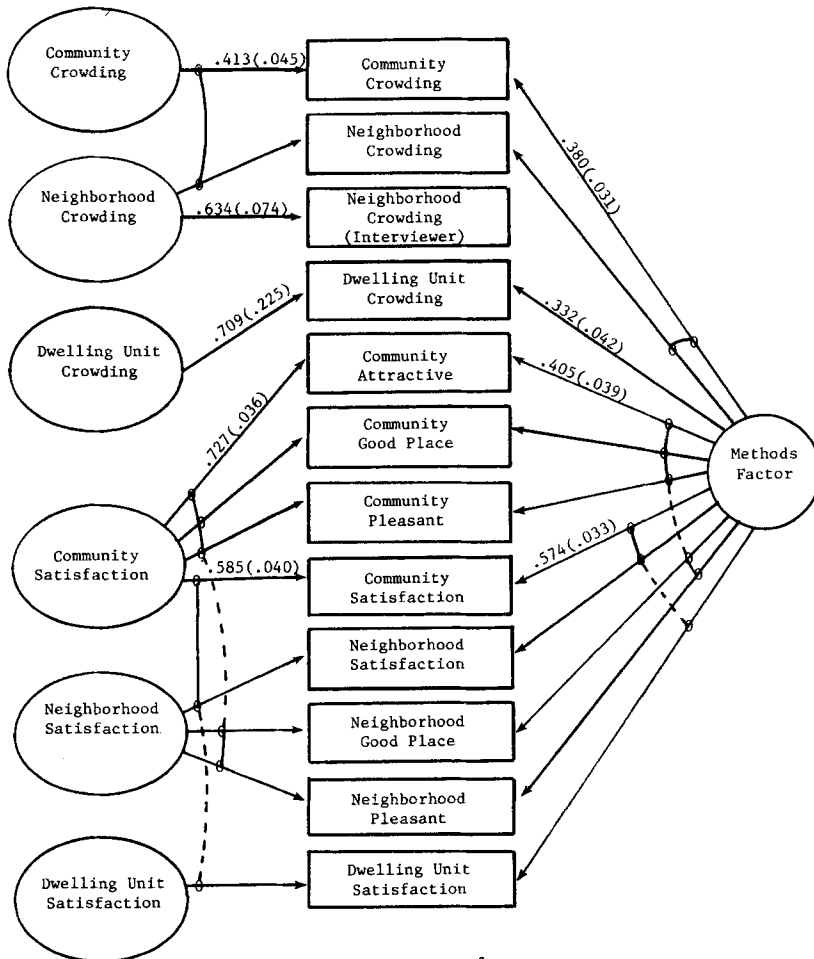 Community
Crowding
.413(.045)
Community
Crowding
Neighborhood
Crowding
Neighborhood
Crowding
.634(.074)
Neighborhood
Crowding
(Interviewer)
.380(.031)
Dwelling Unit
Crowding
.709(.225)
Dwelling Unit
Crowding
.332(.042)
Community
Attractive
.405(.039)
.727(.036)
Community
Good Place
Methods
Factor
Community
Pleasant
Community
Satisfaction
.585(.040)
Community
Satisfaction
.574(.033)
Neighborhood
Satisfaction
Neighborhood
Satisfaction
Neighborhood
Good Place
Neighborhood
Pleasant
Dwelling Unit
Satisfaction
Dwelling Unit
Satisfaction